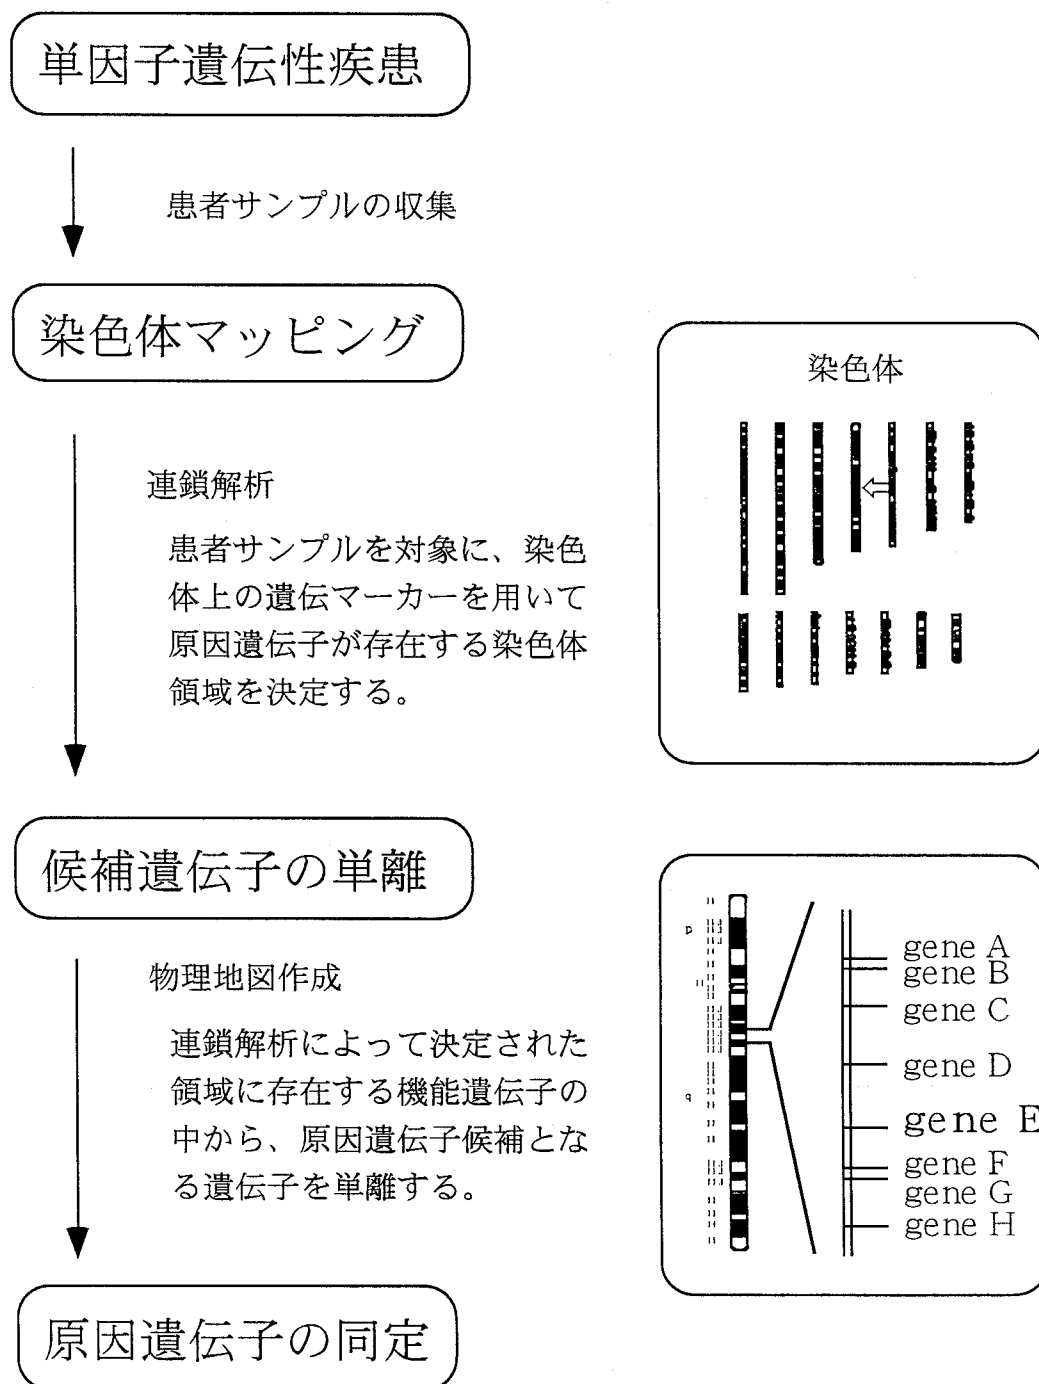 単因子遺伝性疾患
患者サンプルの収集
染色体マッピング
連鎖解析
患者サンプルを対象に、染色
体上の遺伝マーカーを用いて
原因遺伝子が存在する染色体
領域を決定する。
染色体
候補遺伝子の単離
物理地図作成
連鎖解析によって決定された
領域に存在する機能遺伝子の
中から、原因遺伝子候補とな
る遺伝子を単離する。
p
q
gene A
gene B
gene C
gene D
gene E
gene F
gene G
gene H
原因遺伝子の同定